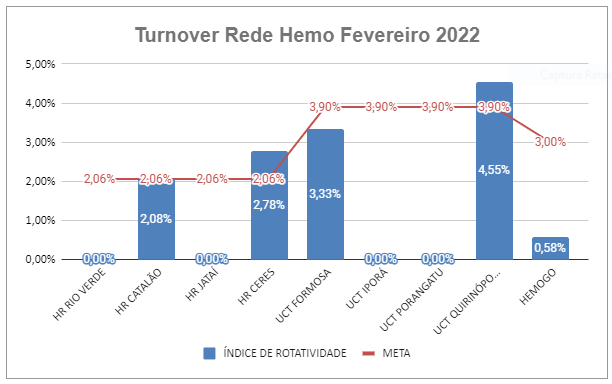 Turnover Rede Hemo Fevereiro 2022
5,00%
4,00%
3,00%
2,00%
1,00%
0,00%
2,06% 2,06% 2,06% 2,06% 3,90% 3,90% 3,90% 3,90% 3,00%
0,00% 2,08% 0,00% 2,78% 3,33% 0,00% 0,00% 4,55% 0,58%
HR RIO VERDE
HR CATALÃO
HR JATAÍ
HR CERES
UCT FORMOSA
UCT IPORÁ
UCT PORANGATU
UCT QUIRINÓPO...
HEMOGO
ÍNDICE DE ROTATIVIDADE META